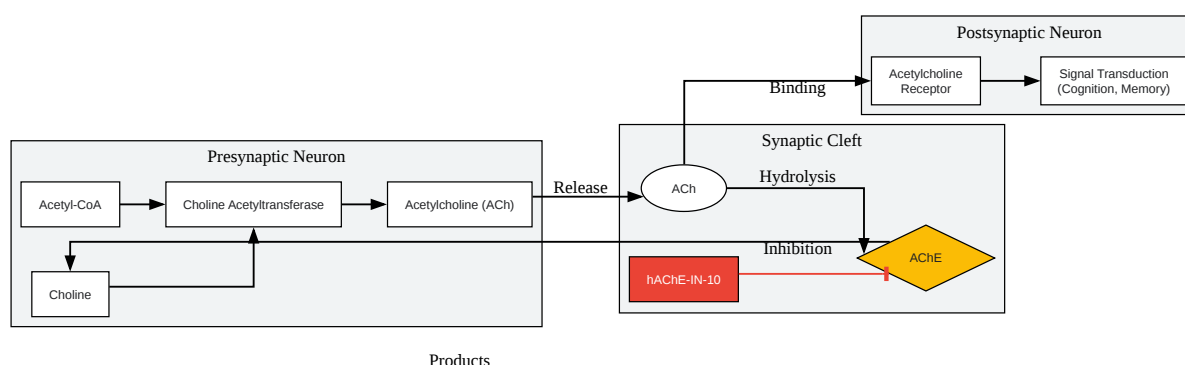 Postsynaptic Neuron
Acetylcholine
Receptor
Signal Transduction
(Cognition, Memory)
Binding
Synaptic Cleft
Presynaptic Neuron
Acetyl-CoA
Choline Acetyltransferase
Acetylcholine (ACh)
Release
ACh
Hydrolysis
Inhibition
AChE
hAChE-IN-10
Choline
Products